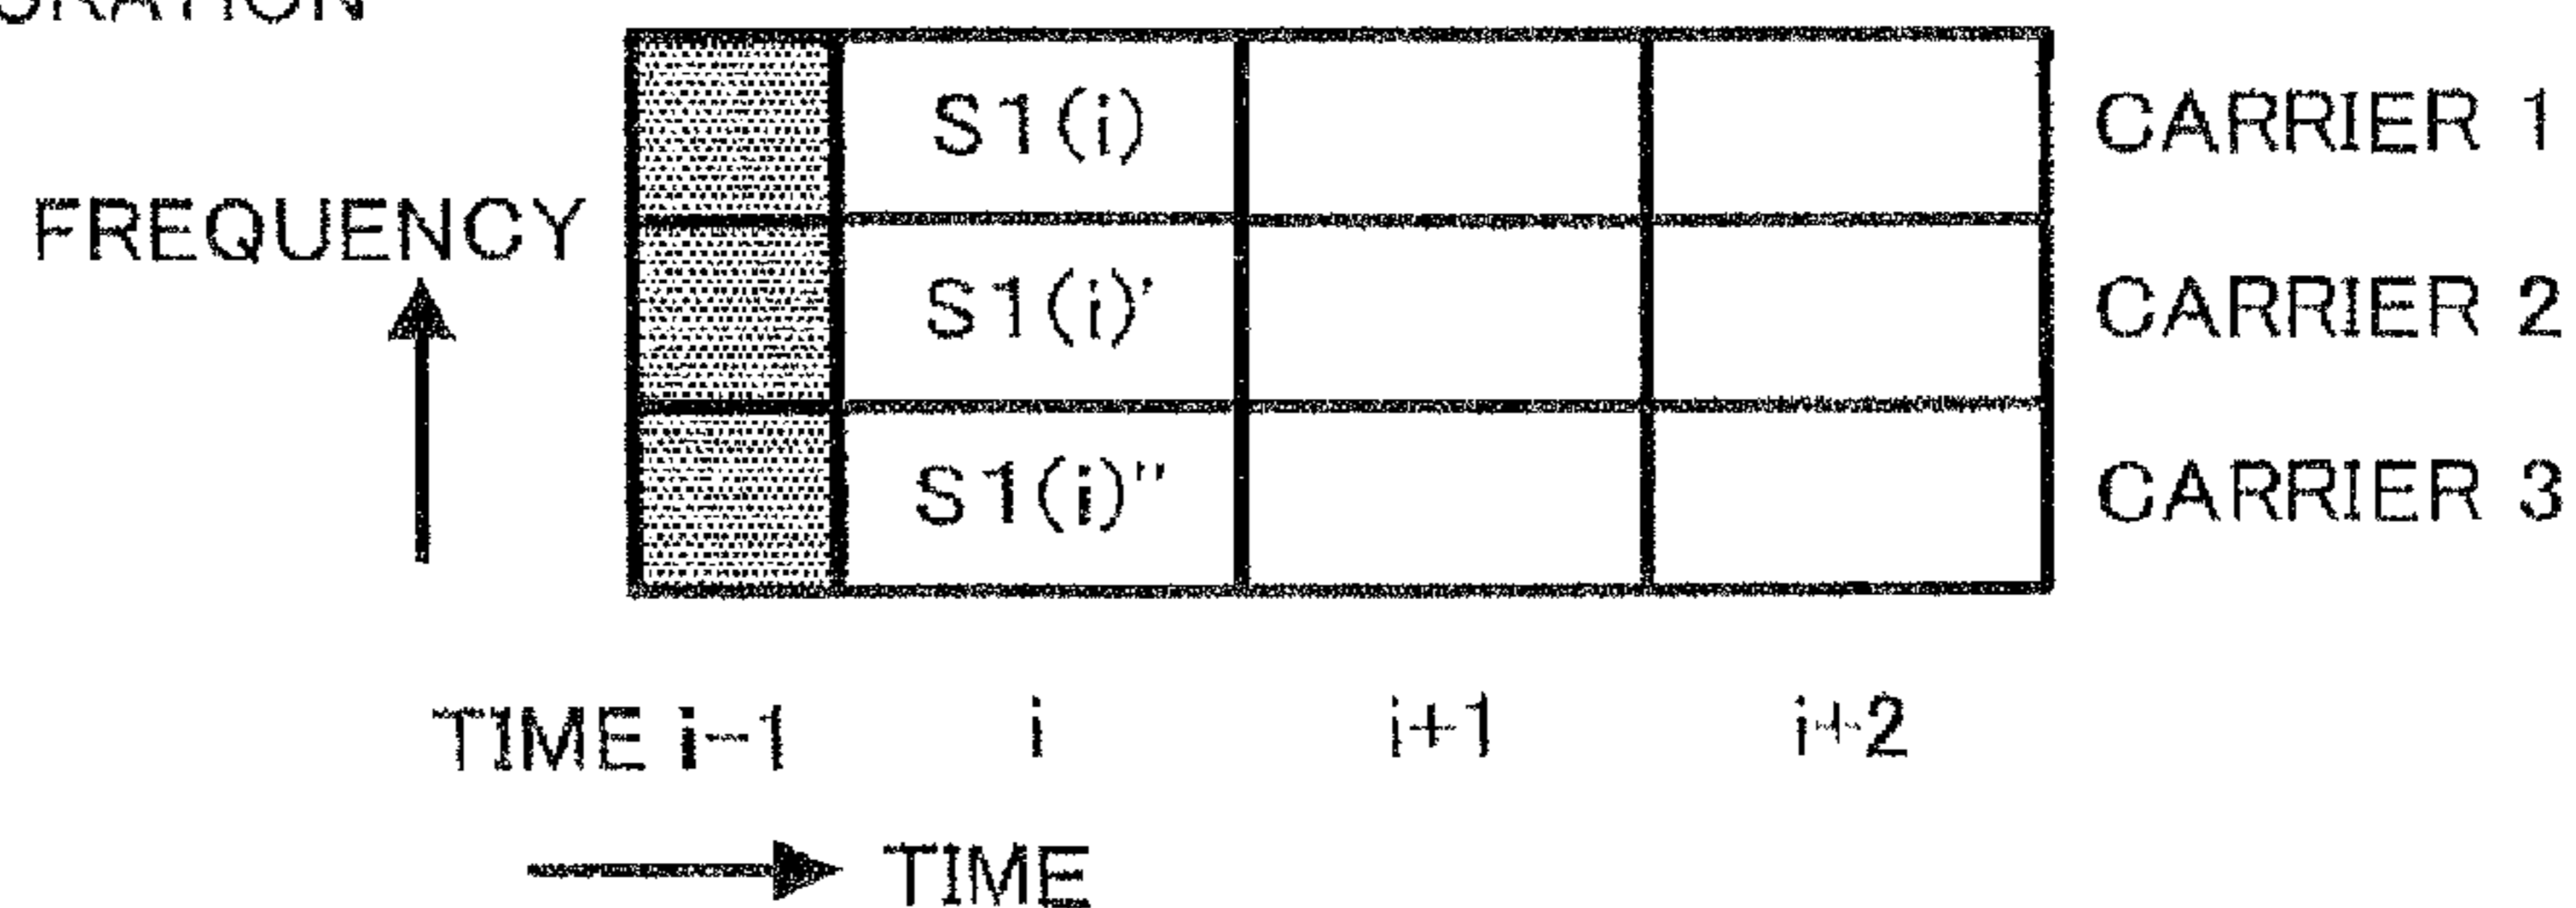 S1(i) CARRIER 1
FREQUENCY
S1(i)' CARRIER 2
S1(i)'' CARRIER 3
TIME i-1 i i+1 i+2
TIME